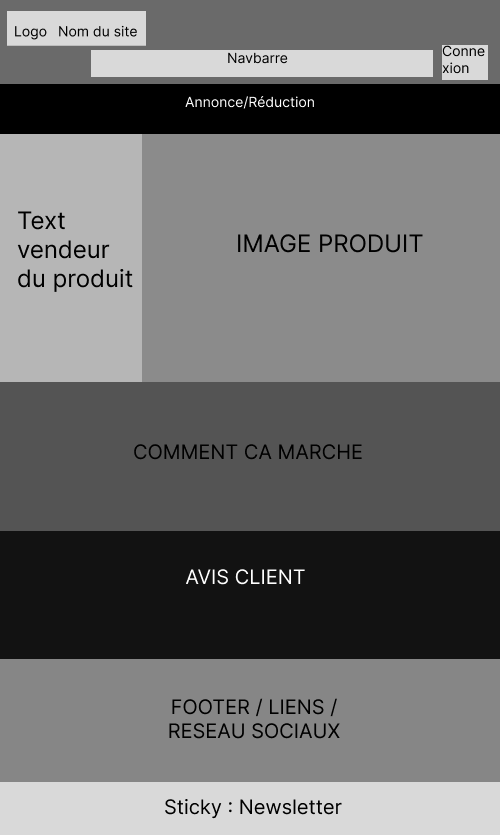 Logo Nom du site
Navbarre
Conne
xion
Annonce/Réduction
Text
vendeur
du produit
IMAGE PRODUIT
COMMENT CA MARCHE
AVIS CLIENT
FOOTER / LIENS /
RESEAU SOCIAUX
Sticky : Newsletter